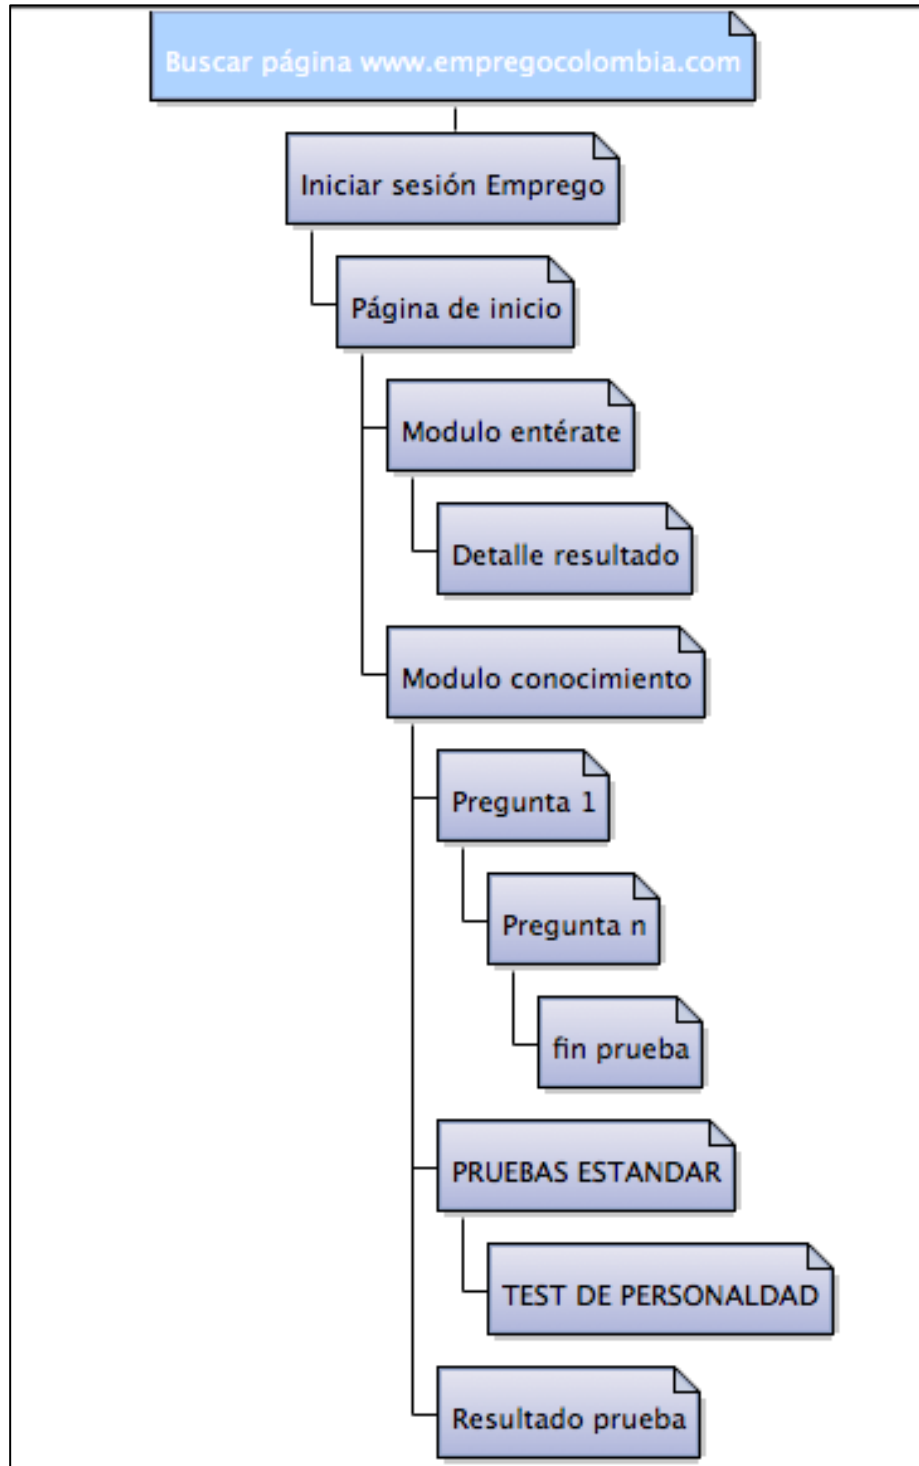 Buscar página www.empregocolombia.com
Iniciar sesión Emprego
Página de inicio
Modulo entérate
Detalle resultado
Modulo conocimiento
Pregunta 1
Pregunta n
fin prueba
PRUEBAS ESTANDAR
TEST DE PERSONALDAD
Resultado prueba